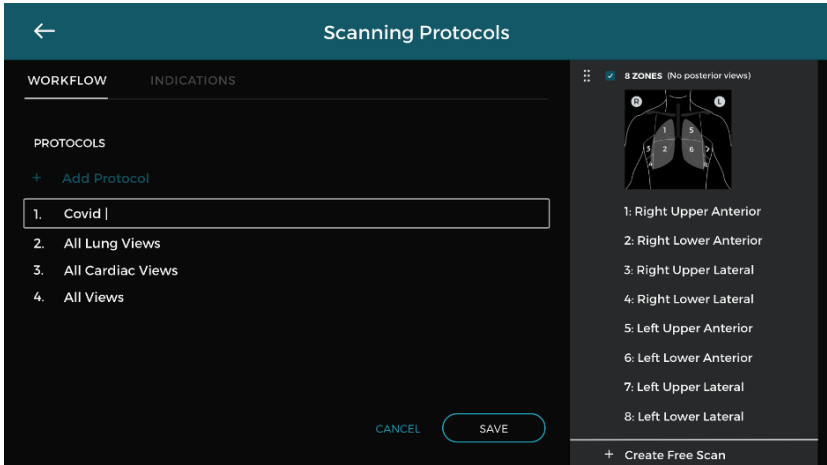 Scanning Protocols
WORKFLOW
INDICATIONS
PROTOCOLS
+ Add Protocol
1. Covid
2. All Lung Views
3. All Cardiac Views
4. All Views
CANCEL
SAVE
8 ZONES (No posterior views)
R L
1 5
3 2 6 7
4 8
1: Right Upper Anterior
2: Right Lower Anterior
3: Right Upper Lateral
4: Right Lower Lateral
5: Left Upper Anterior
6: Left Lower Anterior
7: Left Upper Lateral
8: Left Lower Lateral
+ Create Free Scan